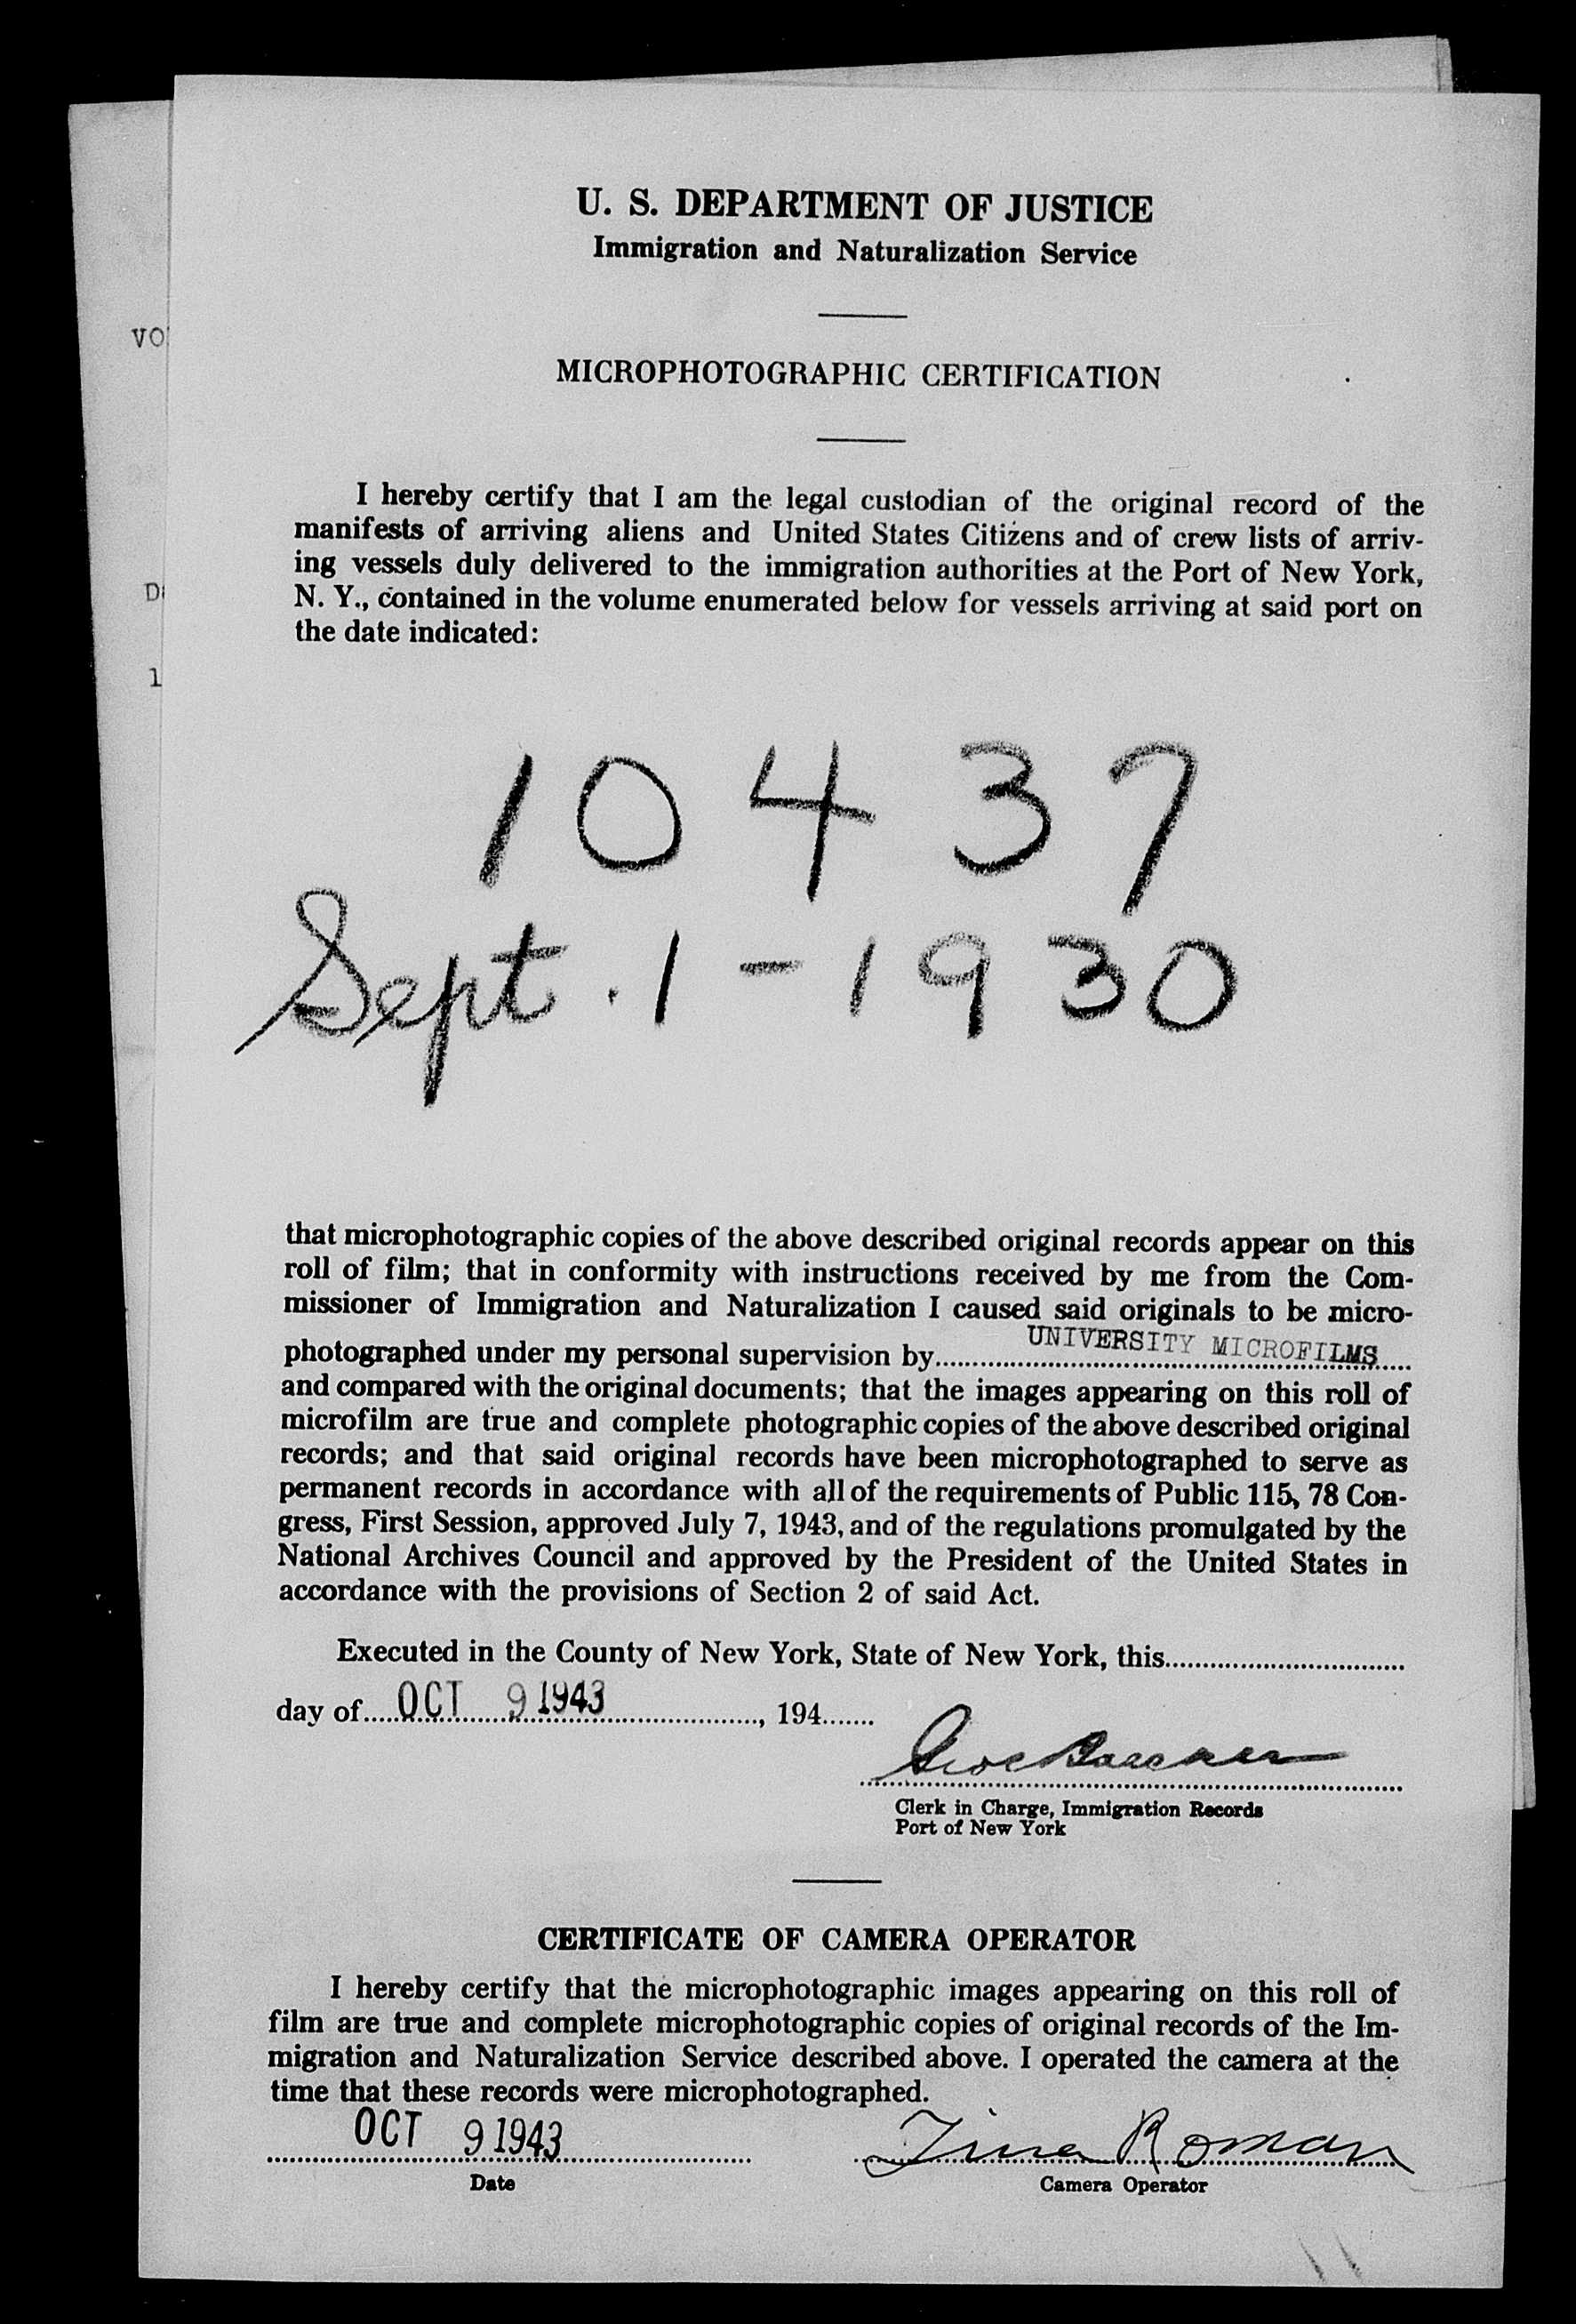 U. S. DEPARTMENT OF JUSTICE
Immigration and Naturalization Service
MICROPHOTOGRAPHIC CERTIFICATION
I hereby certify that I am the legal custodian of the original record of the
manifests of arriving aliens and United States Citizens and of crew lists of arriv-
ing vessels duly delivered to the immigration authorities at the Port of New York,
N. Y., contained in the volume enumerated below for vessels arriving at said port on
the date indicated:
VO
D
1
10437
Sept. 1 - 1930
that microphotographic copies of the above described original records appear on this
roll of film; that in conformity with instructions received by me from the Com-
missioner of Immigration and Naturalization I caused said originals to be micro-
photographed under my personal supervision by UNIVERSITY MICROFILMS
and compared with the original documents; that the images appearing on this roll of
microfilm are true and complete photographic copies of the above described original
records; and that said original records have been microphotographed to serve as
permanent records in accordance with all of the requirements of Public 115, 78 Con-
gress, First Session, approved July 7, 1943, and of the regulations promulgated by the
National Archives Council and approved by the President of the United States in
accordance with the provisions of Section 2 of said Act.
Executed in the County of New York, State of New York, this
day of OCT 9 1943, 194
Clerk in Charge, Immigration Records
Port of New York
CERTIFICATE OF CAMERA OPERATOR
I hereby certify that the microphotographic images appearing on this roll of
film are true and complete microphotographic copies of original records of the Im-
migration and Naturalization Service described above. I operated the camera at the
time that these records were microphotographed.
OCT 9 1943 Tina Roman
Date Camera Operator